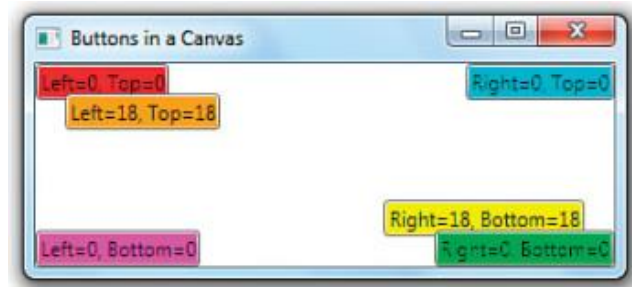 Buttons in a Canvas
Left=0, Top=0
Right=0, Top=0
Left=18, Top=18
Right=18, Bottom=18
Left=0, Bottom=0
Right=0, Bottom=0